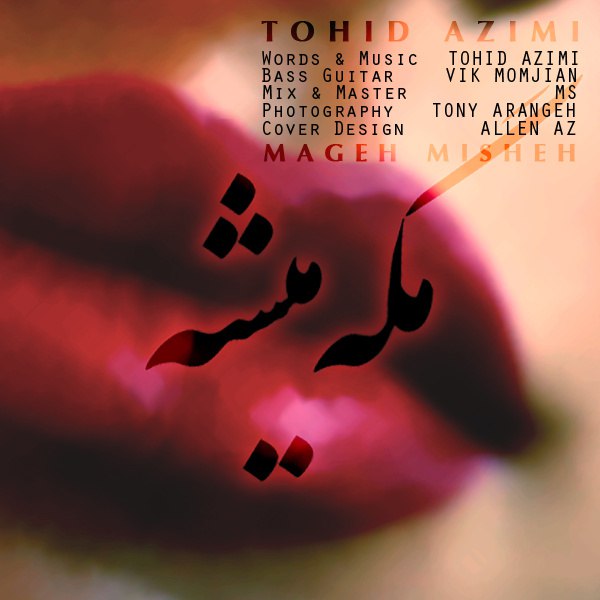 TOHID AZIMI
Words & Music TOHID AZIMI
Bass Guitar VIK MOMJIAN
Mix & Master MS
Photography TONY ARANGEH
Cover Design ALLEN AZ
MAGEH MISHEH
مگه میشه